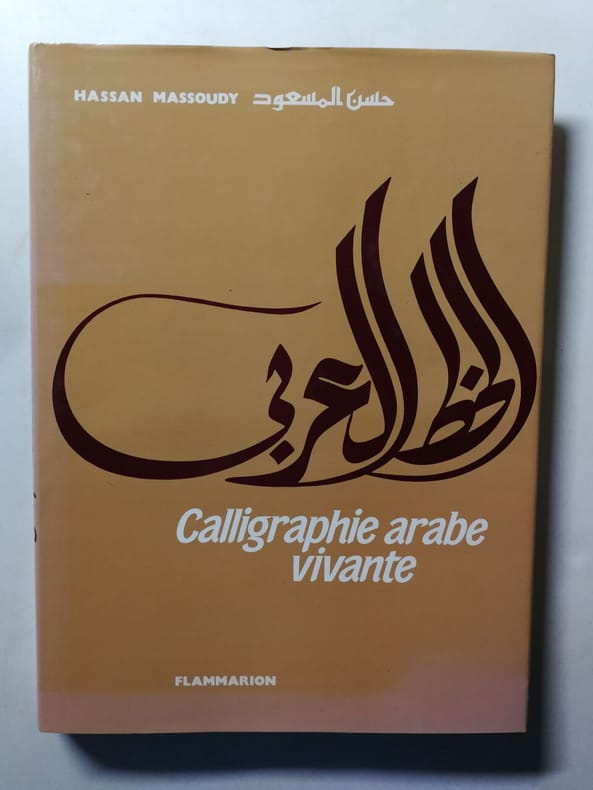 HASSAN MASSOUDY حسن المسعود
الخط العربي
Calligraphie arabe
vivante
FLAMMARION